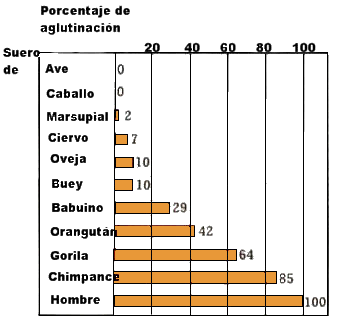 Porcentaje de
aglutinación
Suero de
20 40 60 80 100
Ave 0
Caballo 0
Marsupial 2
Ciervo 7
Oveja 10
Buey 10
Babuino 29
Orangután 42
Gorila 64
Chimpance 85
Hombre 100